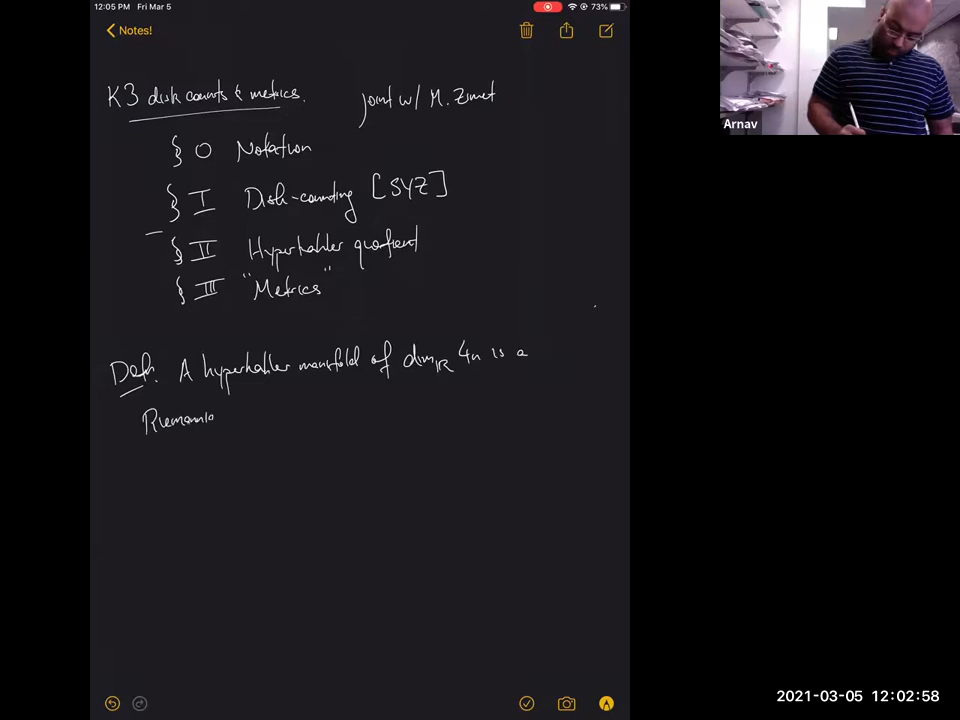 12:05 PM Fri Mar 5
73%
Notes!
K3 disk counts & metrics.
joint w/ M. Zimet
§ 0 Notation
§ I Disk-counting [SYZ]
§ II Hyperkahler quotient
§ III "Metrics"
Defn. A hyperkahler manifold of dim_ℝ 4n is a
Riemannia
Arnav
2021-03-05 12:02:58